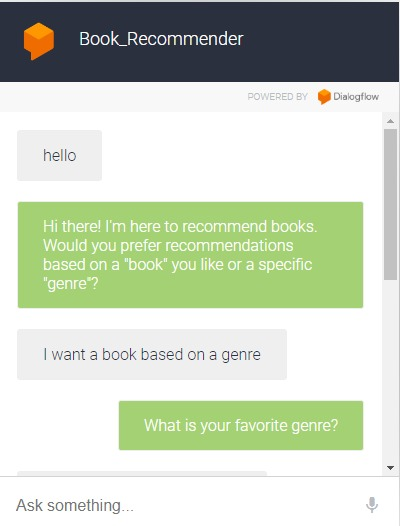 Book_Recommender
POWERED BY Dialogflow
hello
Hi there! I'm here to recommend books.
Would you prefer recommendations
based on a "book" you like or a specific
"genre"?
I want a book based on a genre
What is your favorite genre?
Ask something...